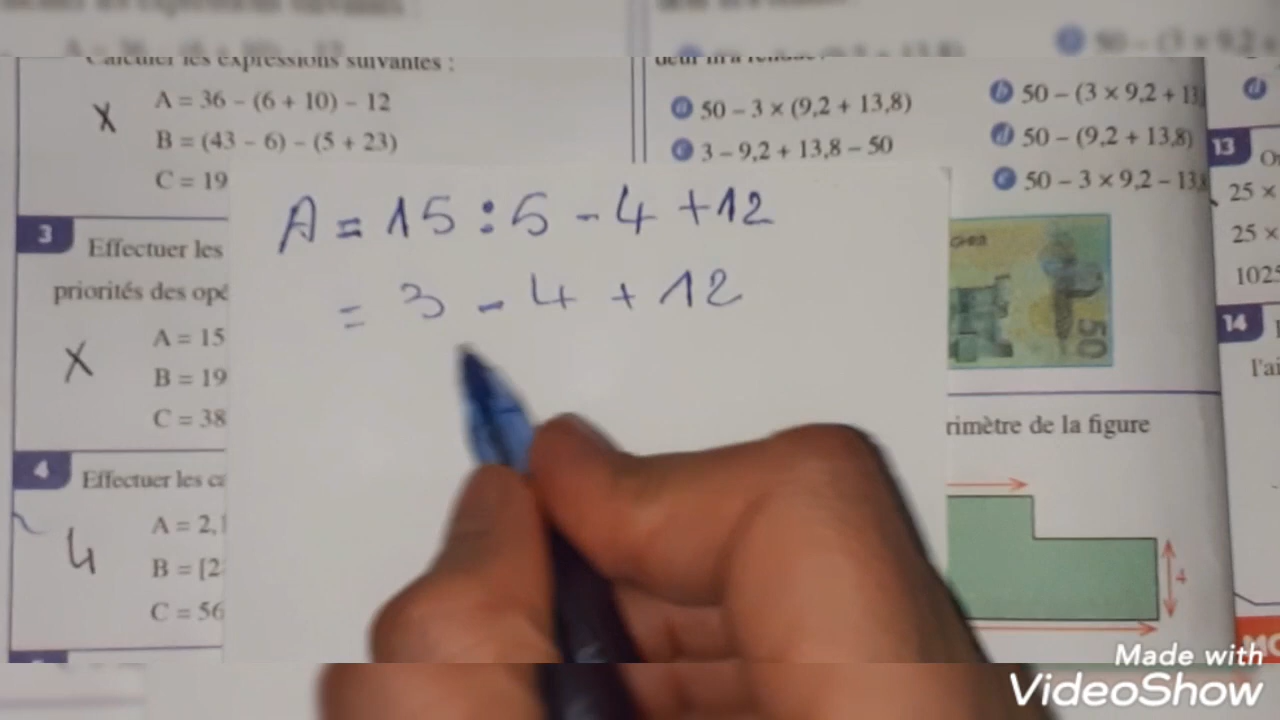 Calculer les expressions suivantes :
A = 36 – (6 + 10) – 12
B = (43 – 6) – (5 + 23)
C = 19
3
Effectuer les
priorités des opé
A = 15
B = 19
C = 38
4
Effectuer les ca
A = 2,1
B = [2
C = 56
4
A = 15 : 5 - 4 + 12
= 3 - 4 + 12
a 50 – 3 × (9,2 + 13,8)
b 50 – (3 × 9,2 + 13
c 3 – 9,2 + 13,8 – 50
d 50 – (9,2 + 13,8)
e 50 – 3 × 9,2 – 13,8
50
rimètre de la figure
4
d
13
25 ×
25 ×
1025
14
l'ai
Made with
VideoShow